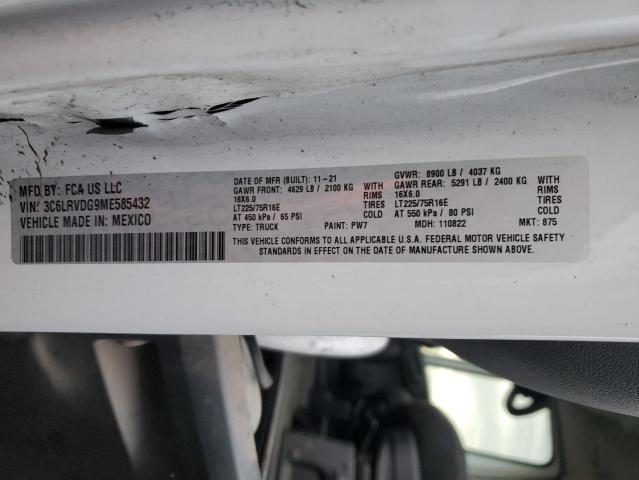 MFD BY: FCA US LLC
VIN: 3C6LRVDG9ME585432
VEHICLE MADE IN: MEXICO
DATE OF MFR (BUILT): 11-21
GAWR FRONT: 4629 LB / 2100 KG WITH
16X6.0 RIMS
LT225/75R16E TIRES
AT 450 kPa / 65 PSI COLD
TYPE: TRUCK PAINT: PW7
GVWR: 8900 LB / 4037 KG
GAWR REAR: 5291 LB / 2400 KG WITH
16X6.0 RIMS
LT225/75R16E TIRES
AT 550 kPa / 80 PSI COLD
MDH: 110822 MKT: 875
THIS VEHICLE CONFORMS TO ALL APPLICABLE U.S.A. FEDERAL MOTOR VEHICLE SAFETY
STANDARDS IN EFFECT ON THE DATE OF MANUFACTURE SHOWN ABOVE.